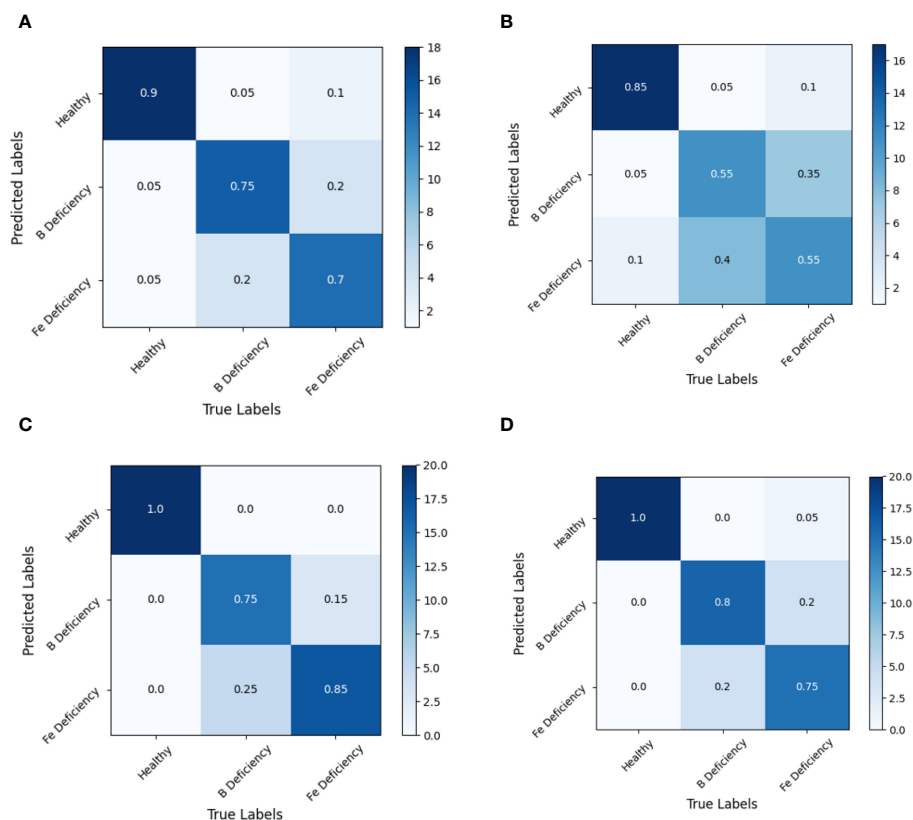 A
Healthy
B Deficiency
Fe Deficiency
Predicted Labels
0.9 0.05 0.1
0.05 0.75 0.2
0.05 0.2 0.7
Healthy
B Deficiency
Fe Deficiency
True Labels
18
16
14
12
10
8
6
4
2
B
Healthy
B Deficiency
Fe Deficiency
Predicted Labels
0.85 0.05 0.1
0.05 0.55 0.35
0.1 0.4 0.55
Healthy
B Deficiency
Fe Deficiency
True Labels
16
14
12
10
8
6
4
2
C
Healthy
B Deficiency
Fe Deficiency
Predicted Labels
1.0 0.0 0.0
0.0 0.75 0.15
0.0 0.25 0.85
Healthy
B Deficiency
Fe Deficiency
True Labels
20.0
17.5
15.0
12.5
10.0
7.5
5.0
2.5
0.0
D
Healthy
B Deficiency
Fe Deficiency
Predicted Labels
1.0 0.0 0.05
0.0 0.8 0.2
0.0 0.2 0.75
Healthy
B Deficiency
Fe Deficiency
True Labels
20.0
17.5
15.0
12.5
10.0
7.5
5.0
2.5
0.0